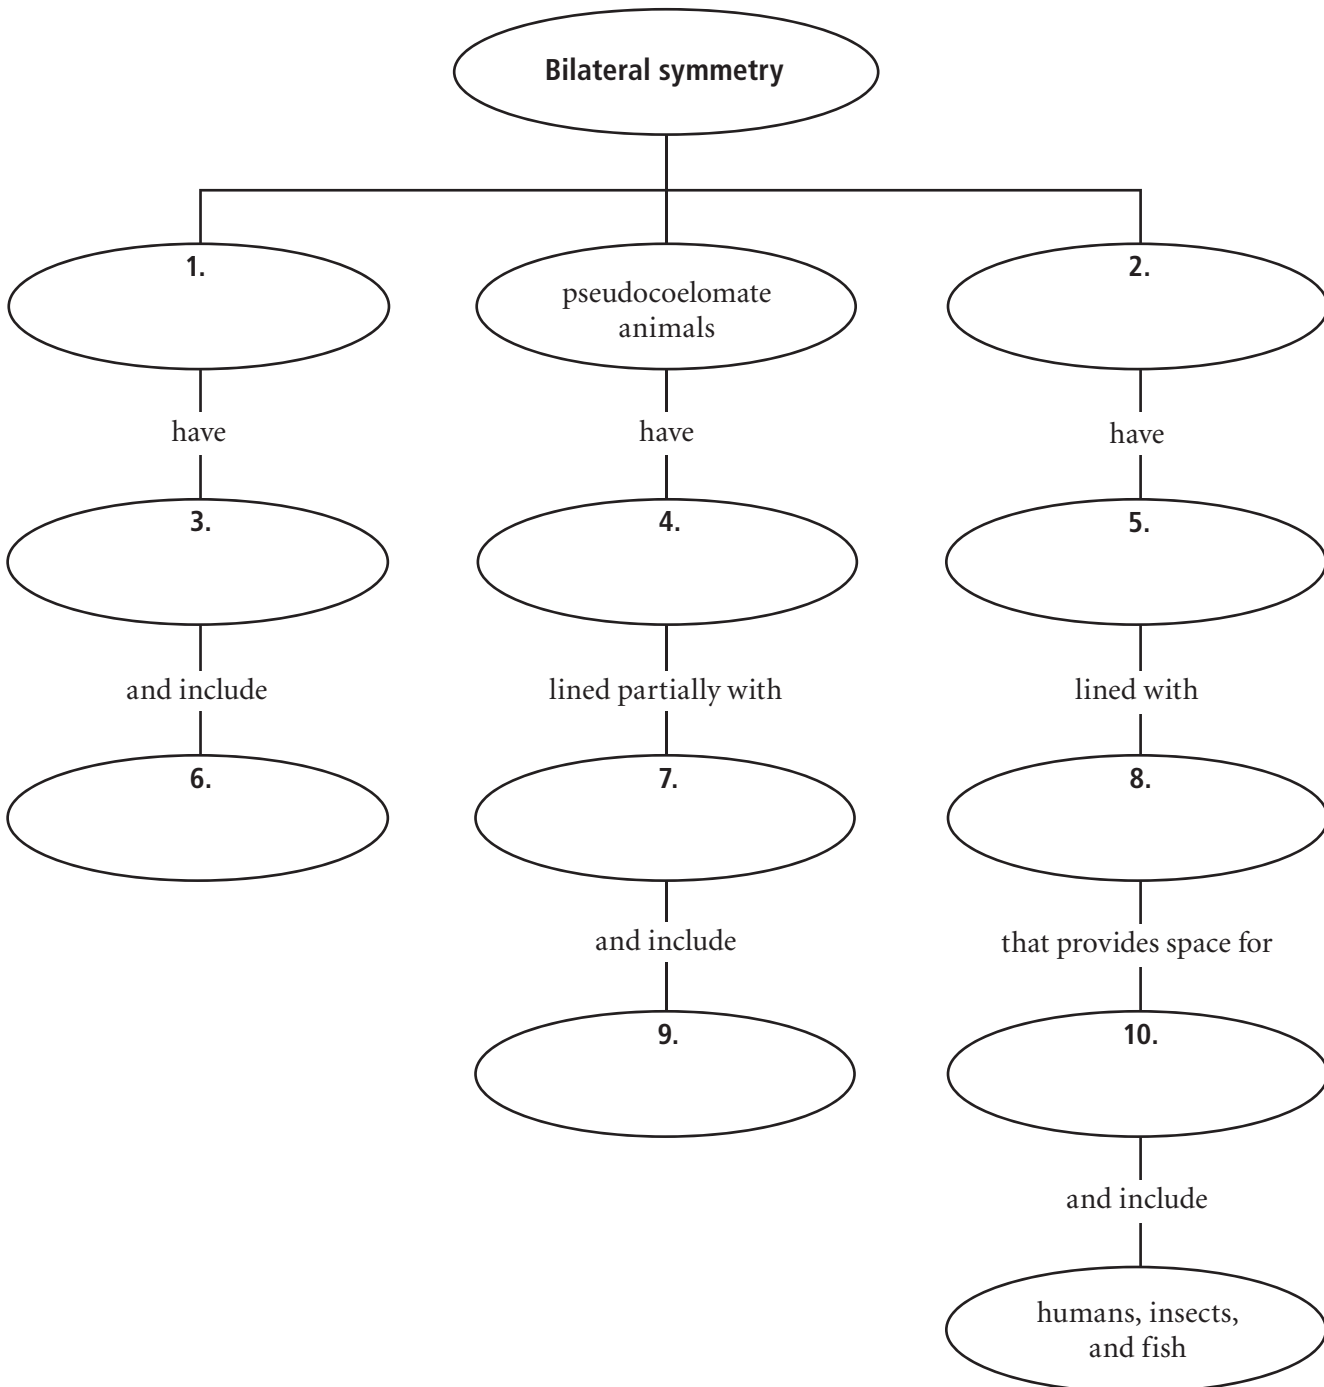 Bilateral symmetry
1.
pseudocoelomate
animals
2.
have
have
have
3.
4.
5.
and include
lined partially with
lined with
6.
7.
8.
and include
that provides space for
9.
10.
and include
humans, insects,
and fish